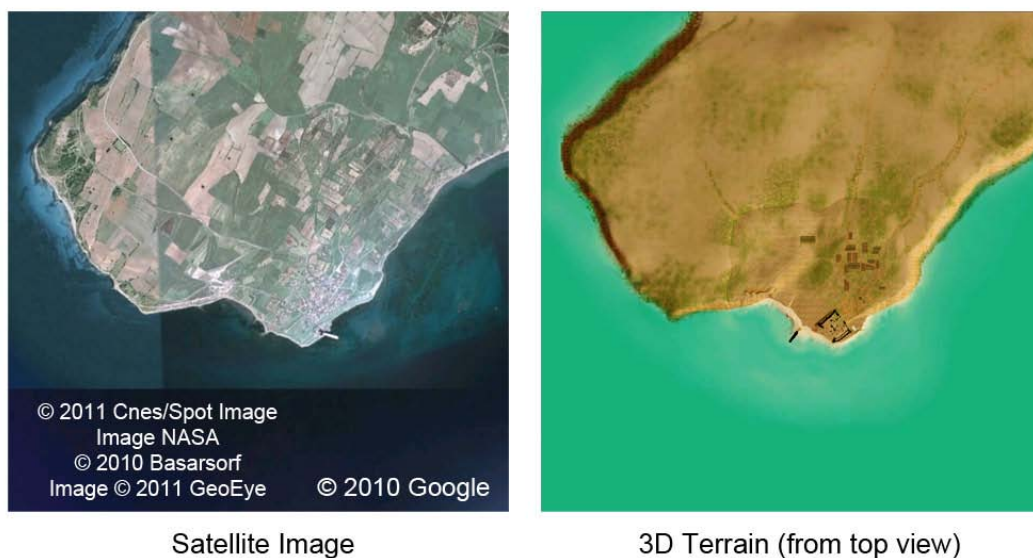 © 2011 Cnes/Spot Image
Image NASA
© 2010 Basarsorf
Image © 2011 GeoEye
© 2010 Google
Satellite Image
3D Terrain (from top view)